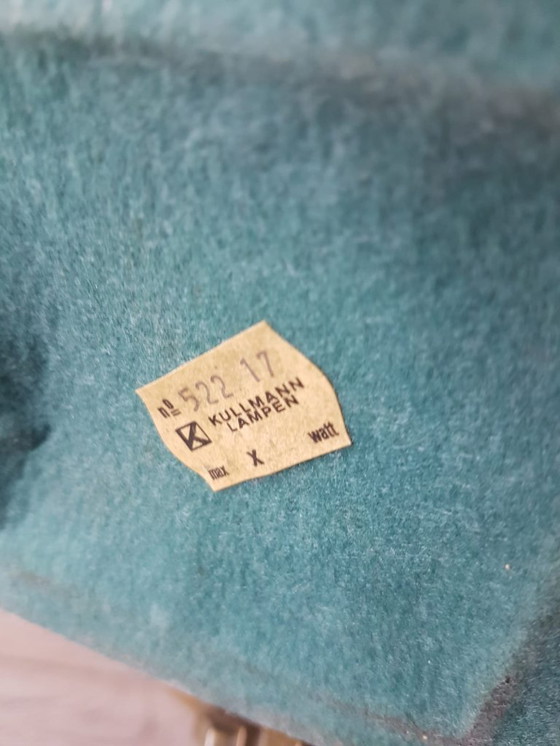 nº 522 17
K KULLMANN
LAMPEN
max X watt